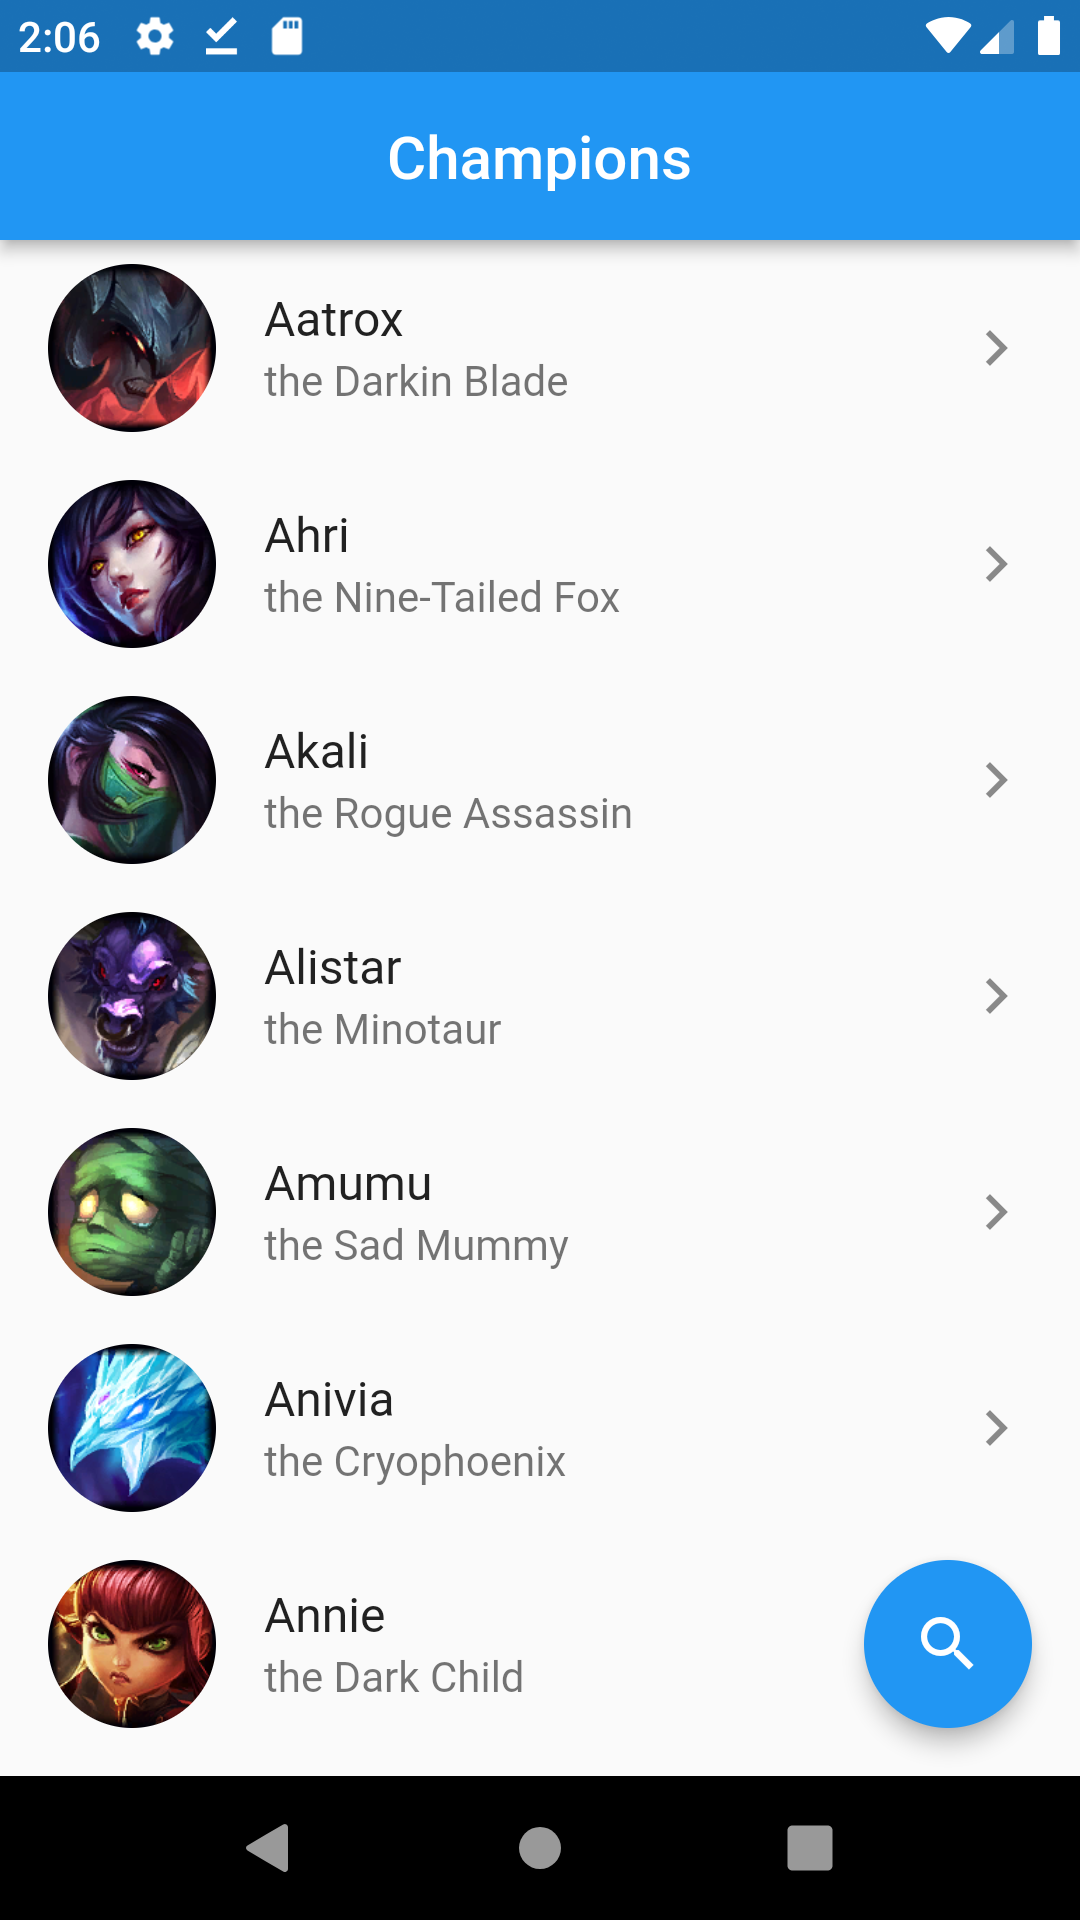 2:06
Champions
Aatrox
the Darkin Blade
Ahri
the Nine-Tailed Fox
Akali
the Rogue Assassin
Alistar
the Minotaur
Amumu
the Sad Mummy
Anivia
the Cryophoenix
Annie
the Dark Child